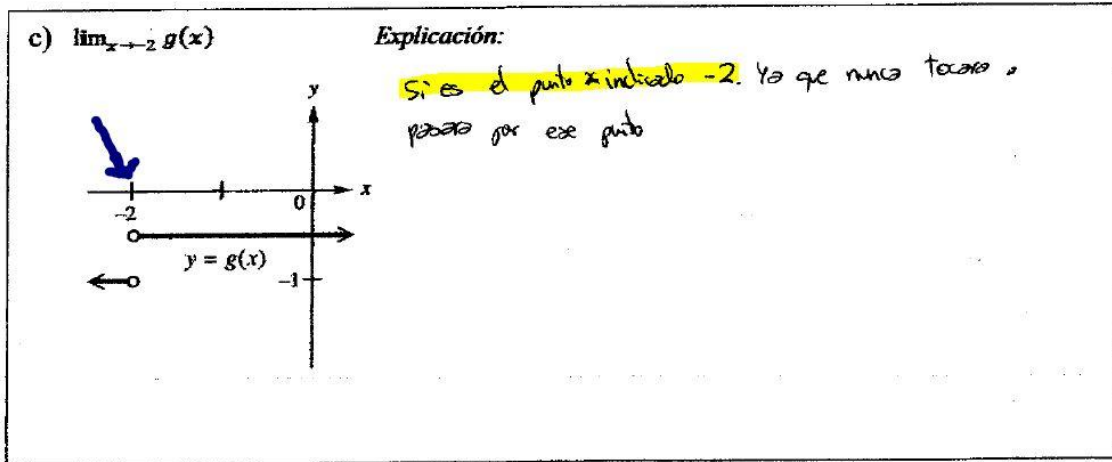 c) lim x→−2 g(x)
Explicación:
Si es el punto x indicado -2. Ya que nunca tocara o
pasara por ese punto
y
x
0
-2
y = g(x)
-1